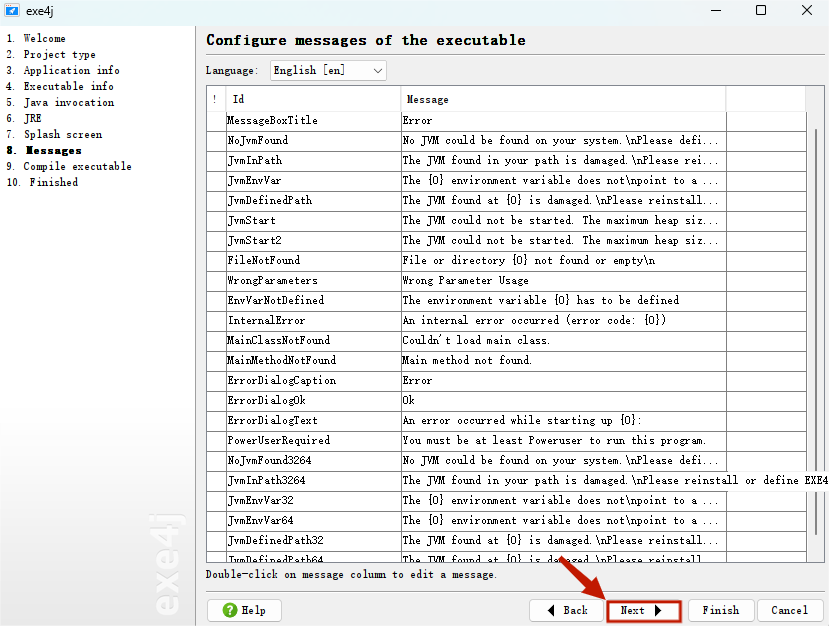 exe4j
1. Welcome
2. Project type
3. Application info
4. Executable info
5. Java invocation
6. JRE
7. Splash screen
8. Messages
9. Compile executable
10. Finished
exe4j
Configure messages of the executable
Language: English [en]
! Id Message
MessageBoxTitle Error
NoJvmFound No JVM could be found on your system.\nPlease defi...
JvmInPath The JVM found in your path is damaged.\nPlease rei...
JvmEnvVar The {0} environment variable does not\npoint to a ...
JvmDefinedPath The JVM found at {0} is damaged.\nPlease reinstall...
JvmStart The JVM could not be started. The maximum heap siz...
JvmStart2 The JVM could not be started. The maximum heap siz...
FileNotFound File or directory {0} not found or empty\n
WrongParameters Wrong Parameter Usage
EnvVarNotDefined The environment variable {0} has to be defined
InternalError An internal error occurred (error code: {0})
MainClassNotFound Couldn't load main class.
MainMethodNotFound Main method not found.
ErrorDialogCaption Error
ErrorDialogOk Ok
ErrorDialogText An error occurred while starting up {0}:
PowerUserRequired You must be at least Poweruser to run this program.
NoJvmFound3264 No JVM could be found on your system.\nPlease defi...
JvmInPath3264 The JVM found in your path is damaged.\nPlease reinstall or define EXE4
JvmEnvVar32 The {0} environment variable does not\npoint to a ...
JvmEnvVar64 The {0} environment variable does not\npoint to a ...
JvmDefinedPath32 The JVM found at {0} is damaged.\nPlease reinstall...
JvmDefinedPath64 The JVM found at {0} is damaged.\nPlease reinstall...
Double-click on message column to edit a message.
Help Back Next Finish Cancel